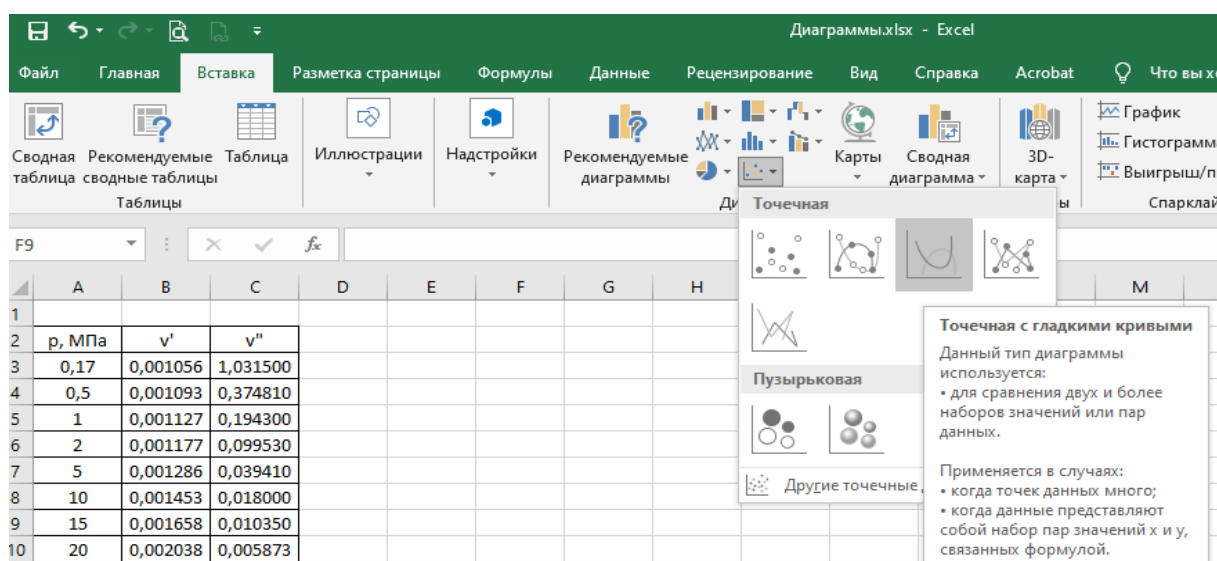 Диаграммы.xlsx - Excel
Файл Главная Вставка Разметка страницы Формулы Данные Рецензирование Вид Справка Acrobat Что вы х
Сводная таблица
Рекомендуемые сводные таблицы
Таблица
Таблицы
Иллюстрации
Надстройки
Рекомендуемые диаграммы
Карты
Сводная диаграмма
3D-
карта
График
Гистограмм
Выигрыш/п
Ди
ы
Спарклай
F9
fx
A B C D E F G H M
1
2 p, МПа v' v"
3 0,17 0,001056 1,031500
4 0,5 0,001093 0,374810
5 1 0,001127 0,194300
6 2 0,001177 0,099530
7 5 0,001286 0,039410
8 10 0,001453 0,018000
9 15 0,001658 0,010350
10 20 0,002038 0,005873
Точечная
Пузырьковая
Другие точечные
Точечная с гладкими кривыми
Данный тип диаграммы
используется:
• для сравнения двух и более
наборов значений или пар
данных.
Применяется в случаях:
• когда точек данных много;
• когда данные представляют
собой набор пар значений x и y,
связанных формулой.